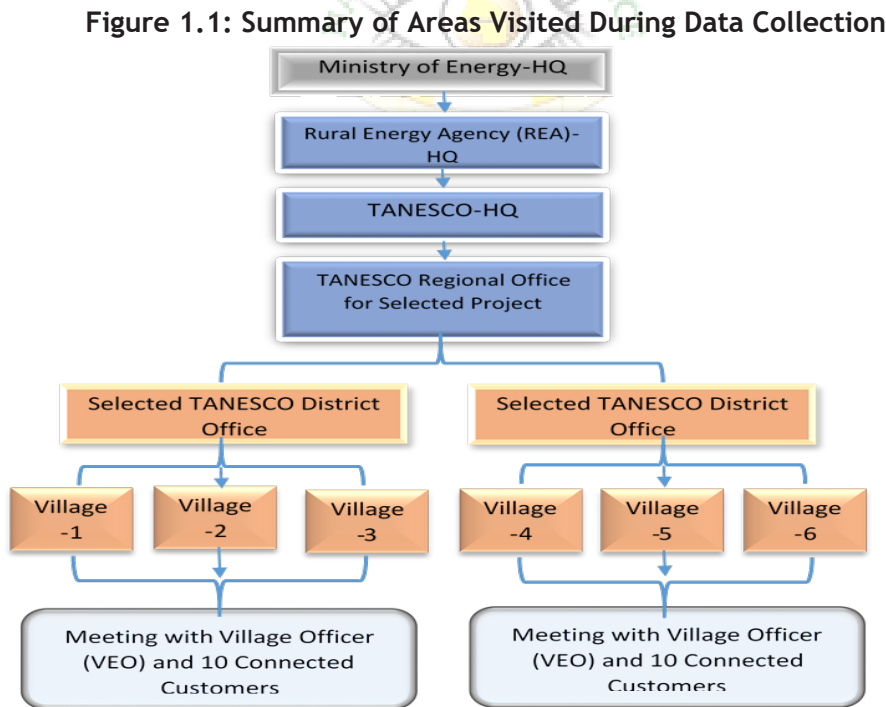 Figure 1.1: Summary of Areas Visited During Data Collection
Ministry of Energy-HQ
Rural Energy Agency (REA)-
HQ
TANESCO-HQ
TANESCO Regional Office
for Selected Project
Selected TANESCO District
Office
Selected TANESCO District
Office
Village
-1
Village
-2
Village
-3
Village
-4
Village
-5
Village
-6
Meeting with Village Officer
(VEO) and 10 Connected
Customers
Meeting with Village Officer
(VEO) and 10 Connected
Customers